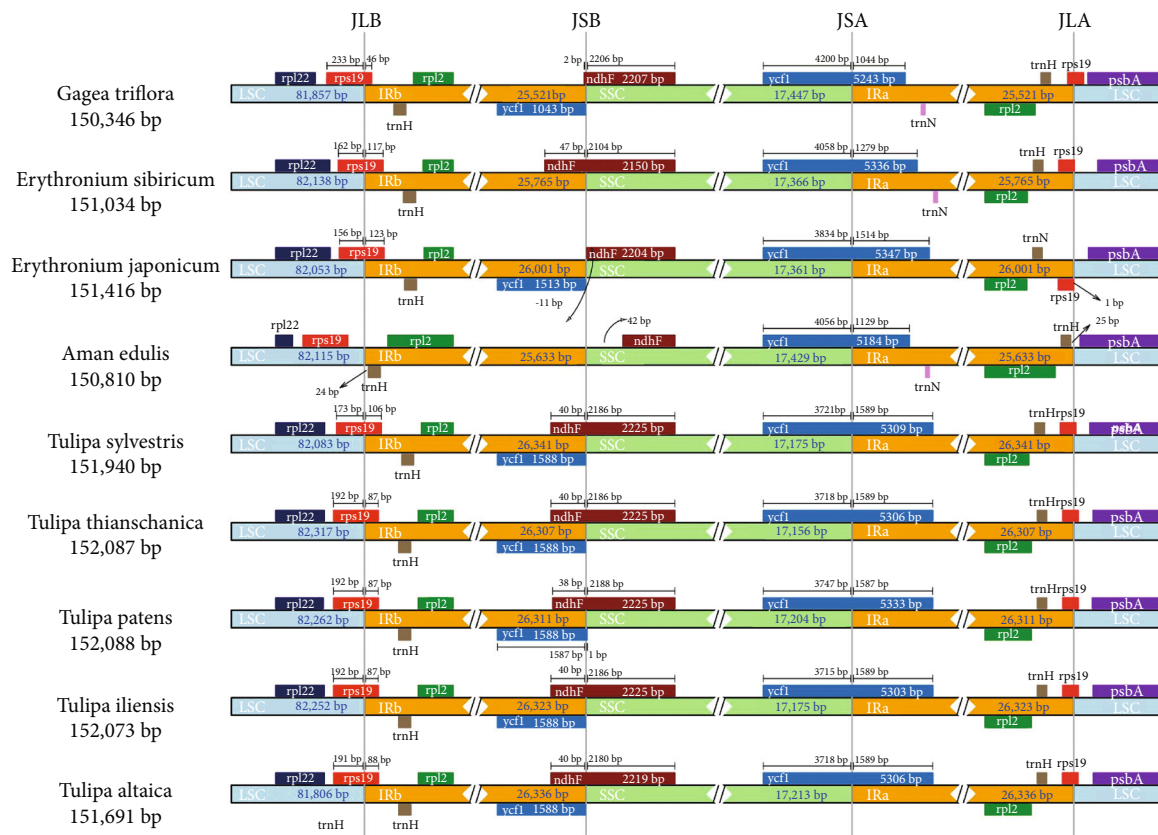 JLB JSB JSA JLA
233 bp 46 bp 2 bp 2206 bp 4200 bp 1044 bp trnH rps19
rpl22 rps19 rpl2 ndhF 2207 bp ycf1 5243 bp psbA
Gagea triflora LSC 81,857 bp IRb 25,521bp SSC 17,447 bp IRa 25,521 bp LSC
150,346 bp trnH ycf1 1043 bp trnN rpl2
162 bp 117 bp 47 bp 2104 bp 4058 bp 1279 bp trnH
rpl22 rps19 rpl2 ndhF 2150 bp ycf1 5336 bp rps19 psbA
Erythronium sibiricum LSC 82,138 bp IRb 25,765 bp SSC 17,366 bp IRa 25,765 bp LSC
151,034 bp trnH trnN rpl2
156 bp 123 bp 3834 bp 1514 bp trnN
rpl22 rps19 rpl2 ndhF 2204 bp ycf1 5347 bp psbA
Erythronium japonicum LSC 82,053 bp IRb 26,001 bp SSC 17,361 bp IRa 26,001 bp LSC
151,416 bp trnH ycf1 1513 bp -11 bp rpl2 rps19 1 bp
rpl22 42 bp 4056 bp 1129 bp trnH 25 bp
rps19 rpl2 ndhF ycf1 5184 bp psbA
Aman edulis LSC 82,115 bp IRb 25,633 bp SSC 17,429 bp IRa 25,633 bp LSC
150,810 bp 24 bp trnH trnN rpl2
173 bp 106 bp 40 bp 2186 bp 3721bp 1589 bp trnH rps19
rpl22 rps19 rpl2 ndhF 2225 bp ycf1 5309 bp psbA psbA
Tulipa sylvestris LSC 82,083 bp IRb 26,341 bp SSC 17,175 bp IRa 26,341 bp LSC
151,940 bp trnH ycf1 1588 bp rpl2
192 bp 87 bp 40 bp 2186 bp 3718 bp 1589 bp trnH rps19
rpl22 rps19 rpl2 ndhF 2225 bp ycf1 5306 bp psbA
Tulipa thianschanica LSC 82,317 bp IRb 26,307 bp SSC 17,156 bp IRa 26,307 bp LSC
152,087 bp trnH ycf1 1588 bp rpl2
192 bp 87 bp 38 bp 2188 bp 3747 bp 1587 bp trnH rps19
rpl22 rps19 rpl2 ndhF 2225 bp ycf1 5333 bp psbA
Tulipa patens LSC 82,262 bp IRb 26,311 bp SSC 17,204 bp IRa 26,311 bp LSC
152,088 bp trnH ycf1 1588 bp rpl2
1587 bp 1 bp
192 bp 87 bp 40 bp 2186 bp 3715 bp 1589 bp trnH rps19
rpl22 rps19 rpl2 ndhF 2225 bp ycf1 5303 bp psbA
Tulipa iliensis LSC 82,252 bp IRb 26,323 bp SSC 17,175 bp IRa 26,323 bp LSC
152,073 bp trnH ycf1 1588 bp rpl2
191 bp 88 bp 40 bp 2180 bp 3718 bp 1589 bp trnH rps19
rpl22 rps19 rpl2 ndhF 2219 bp ycf1 5306 bp psbA
Tulipa altaica LSC 81,806 bp IRb 26,336 bp SSC 17,213 bp IRa 26,336 bp LSC
151,691 bp trnH trnH ycf1 1588 bp rpl2